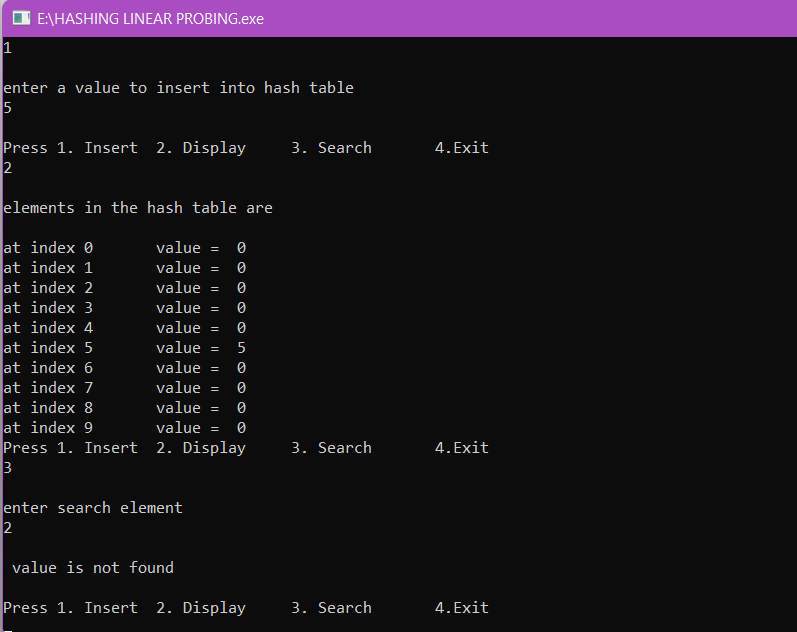 E:\HASHING LINEAR PROBING.exe
1
enter a value to insert into hash table
5
Press 1. Insert  2. Display     3. Search       4.Exit
2
elements in the hash table are
at index 0       value =  0
at index 1       value =  0
at index 2       value =  0
at index 3       value =  0
at index 4       value =  0
at index 5       value =  5
at index 6       value =  0
at index 7       value =  0
at index 8       value =  0
at index 9       value =  0
Press 1. Insert  2. Display     3. Search       4.Exit
3
enter search element
2
 value is not found
Press 1. Insert  2. Display     3. Search       4.Exit